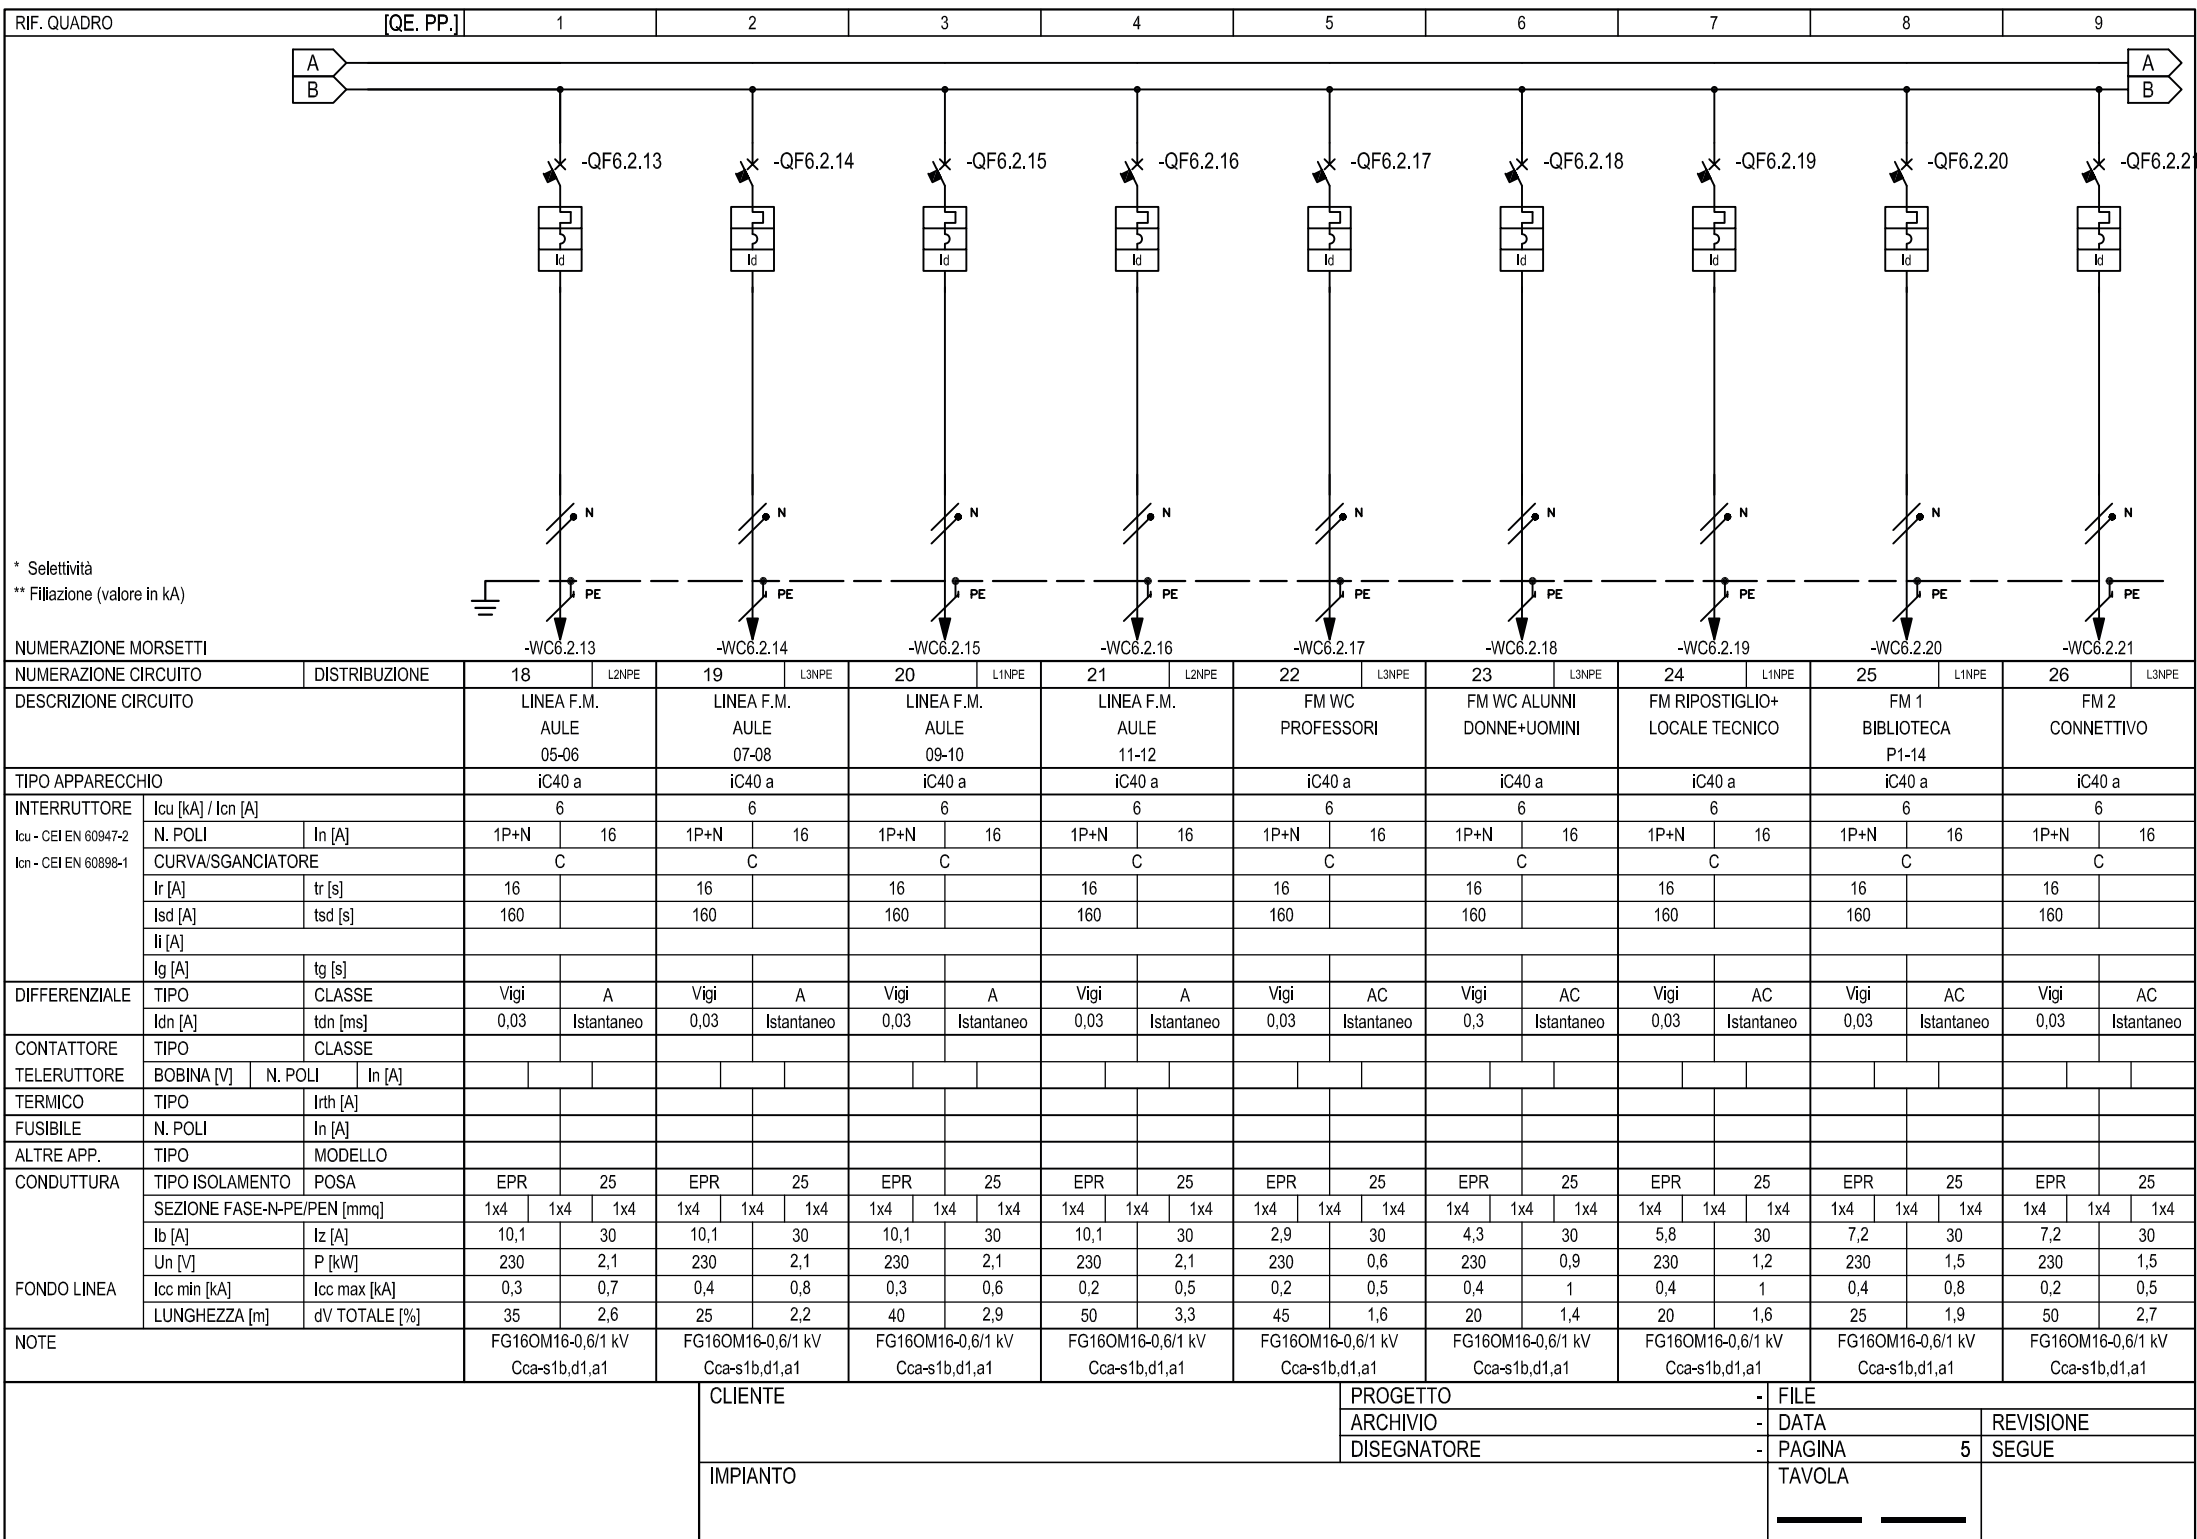 RIF. QUADRO [QE. PP.] 1 2 3 4 5 6 7 8 9
A A
B B
-QF6.2.13 -QF6.2.14 -QF6.2.15 -QF6.2.16 -QF6.2.17 -QF6.2.18 -QF6.2.19 -QF6.2.20 -QF6.2.21
Id Id Id Id Id Id Id Id Id
N N N N N N N N N
* Selettività
** Filiazione (valore in kA)
PE PE PE PE PE PE PE PE PE
NUMERAZIONE MORSETTI -WC6.2.13 -WC6.2.14 -WC6.2.15 -WC6.2.16 -WC6.2.17 -WC6.2.18 -WC6.2.19 -WC6.2.20 -WC6.2.21
NUMERAZIONE CIRCUITO DISTRIBUZIONE 18 L2NPE 19 L3NPE 20 L1NPE 21 L2NPE 22 L3NPE 23 L3NPE 24 L1NPE 25 L1NPE 26 L3NPE
DESCRIZIONE CIRCUITO LINEA F.M. LINEA F.M. LINEA F.M. LINEA F.M. FM WC FM WC ALUNNI FM RIPOSTIGLIO+ FM 1 FM 2
AULE AULE AULE AULE PROFESSORI DONNE+UOMINI LOCALE TECNICO BIBLIOTECA CONNETTIVO
05-06 07-08 09-10 11-12 P1-14
TIPO APPARECCHIO iC40 a iC40 a iC40 a iC40 a iC40 a iC40 a iC40 a iC40 a iC40 a
INTERRUTTORE Icu [kA] / Icn [A] 6 6 6 6 6 6 6 6 6
Icu - CEI EN 60947-2 N. POLI In [A] 1P+N 16 1P+N 16 1P+N 16 1P+N 16 1P+N 16 1P+N 16 1P+N 16 1P+N 16 1P+N 16
Icn - CEI EN 60898-1 CURVA/SGANCIATORE C C C C C C C C C
Ir [A] tr [s] 16 16 16 16 16 16 16 16 16
Isd [A] tsd [s] 160 160 160 160 160 160 160 160 160
Ii [A]
Ig [A] tg [s]
DIFFERENZIALE TIPO CLASSE Vigi A Vigi A Vigi A Vigi A Vigi AC Vigi AC Vigi AC Vigi AC Vigi AC
Idn [A] tdn [ms] 0,03 Istantaneo 0,03 Istantaneo 0,03 Istantaneo 0,03 Istantaneo 0,03 Istantaneo 0,3 Istantaneo 0,03 Istantaneo 0,03 Istantaneo 0,03 Istantaneo
CONTATTORE TIPO CLASSE
TELERUTTORE BOBINA [V] N. POLI In [A]
TERMICO TIPO Irth [A]
FUSIBILE N. POLI In [A]
ALTRE APP. TIPO MODELLO
CONDUTTURA TIPO ISOLAMENTO POSA EPR 25 EPR 25 EPR 25 EPR 25 EPR 25 EPR 25 EPR 25 EPR 25 EPR 25
SEZIONE FASE-N-PE/PEN [mmq] 1x4 1x4 1x4 1x4 1x4 1x4 1x4 1x4 1x4 1x4 1x4 1x4 1x4 1x4 1x4 1x4 1x4 1x4 1x4 1x4 1x4 1x4 1x4 1x4 1x4 1x4 1x4
Ib [A] Iz [A] 10,1 30 10,1 30 10,1 30 10,1 30 2,9 30 4,3 30 5,8 30 7,2 30 7,2 30
Un [V] P [kW] 230 2,1 230 2,1 230 2,1 230 2,1 230 0,6 230 0,9 230 1,2 230 1,5 230 1,5
FONDO LINEA Icc min [kA] Icc max [kA] 0,3 0,7 0,4 0,8 0,3 0,6 0,2 0,5 0,2 0,5 0,4 1 0,4 1 0,4 0,8 0,2 0,5
LUNGHEZZA [m] dV TOTALE [%] 35 2,6 25 2,2 40 2,9 50 3,3 45 1,6 20 1,4 20 1,6 25 1,9 50 2,7
NOTE FG16OM16-0,6/1 kV FG16OM16-0,6/1 kV FG16OM16-0,6/1 kV FG16OM16-0,6/1 kV FG16OM16-0,6/1 kV FG16OM16-0,6/1 kV FG16OM16-0,6/1 kV FG16OM16-0,6/1 kV FG16OM16-0,6/1 kV
Cca-s1b,d1,a1 Cca-s1b,d1,a1 Cca-s1b,d1,a1 Cca-s1b,d1,a1 Cca-s1b,d1,a1 Cca-s1b,d1,a1 Cca-s1b,d1,a1 Cca-s1b,d1,a1 Cca-s1b,d1,a1
CLIENTE PROGETTO - FILE
ARCHIVIO - DATA REVISIONE
DISEGNATORE - PAGINA 5 SEGUE
IMPIANTO TAVOLA